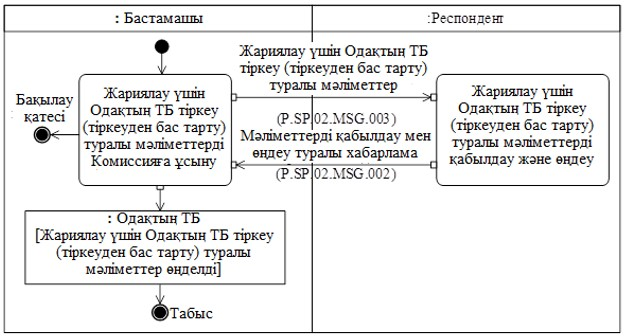 : Бастамашы
:Респондент
Жариялау үшін Одақтың ТБ
тіркеу (тіркеуден бас тарту)
туралы мәліметтер
(P.SP.02.MSG.003)
Бақылау
қатесі
Жариялау үшін
Одақтың ТБ тіркеу
(тіркеуден бас тарту)
туралы мәліметтерді
Комиссияға ұсыну
Мәліметтерді қабылдау мен
өңдеу туралы хабарлама
(P.SP.02.MSG.002)
Жариялау үшін
Одақтың ТБ тіркеу
(тіркеуден бас тарту)
туралы мәліметтерді
қабылдау және өңдеу
: Одақтың ТБ
[Жариялау үшін Одақтың ТБ тіркеу
(тіркеуден бас тарту) туралы
мәліметтер өңделді]
Табыс